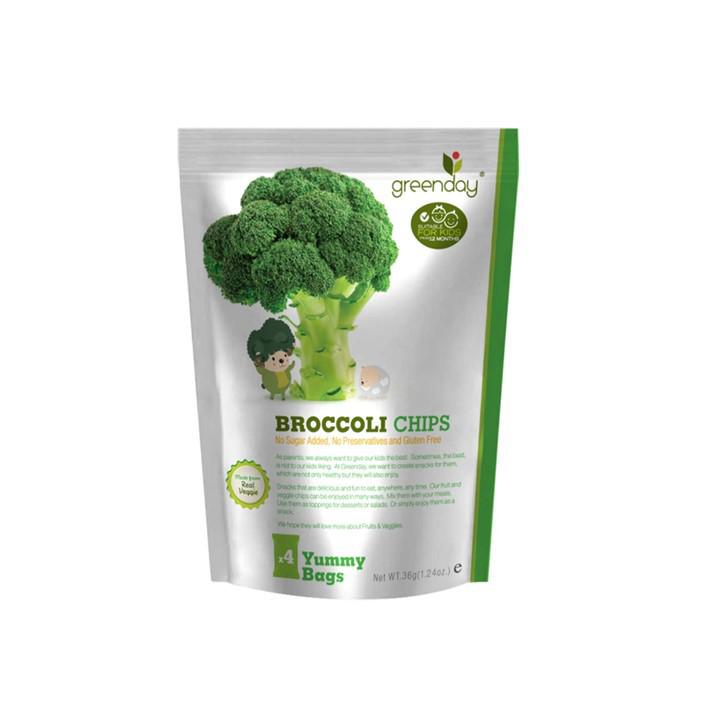 greenday®
SUITABLE
FOR KIDS
FROM 12 MONTHS
BROCCOLI CHIPS
No Sugar Added, No Preservatives and Gluten Free
As parents, we always want to give our kids the best. Sometimes, the best,
is not to our kids liking. At Greenday, we want to create snacks for them,
which are not only healthy but they will also enjoy.
Snacks that are delicious and fun to eat, anywhere, any time. Our fruit and
veggie chips can be enjoyed in many ways. Mix them with your meals.
Use them as toppings for desserts or salads. Or simply enjoy them as a
snack.
We hope they will love more about Fruits & Veggies.
Made from
Real
Veggie
x4 Yummy
Bags
Net WT.36g(1.24oz.) e